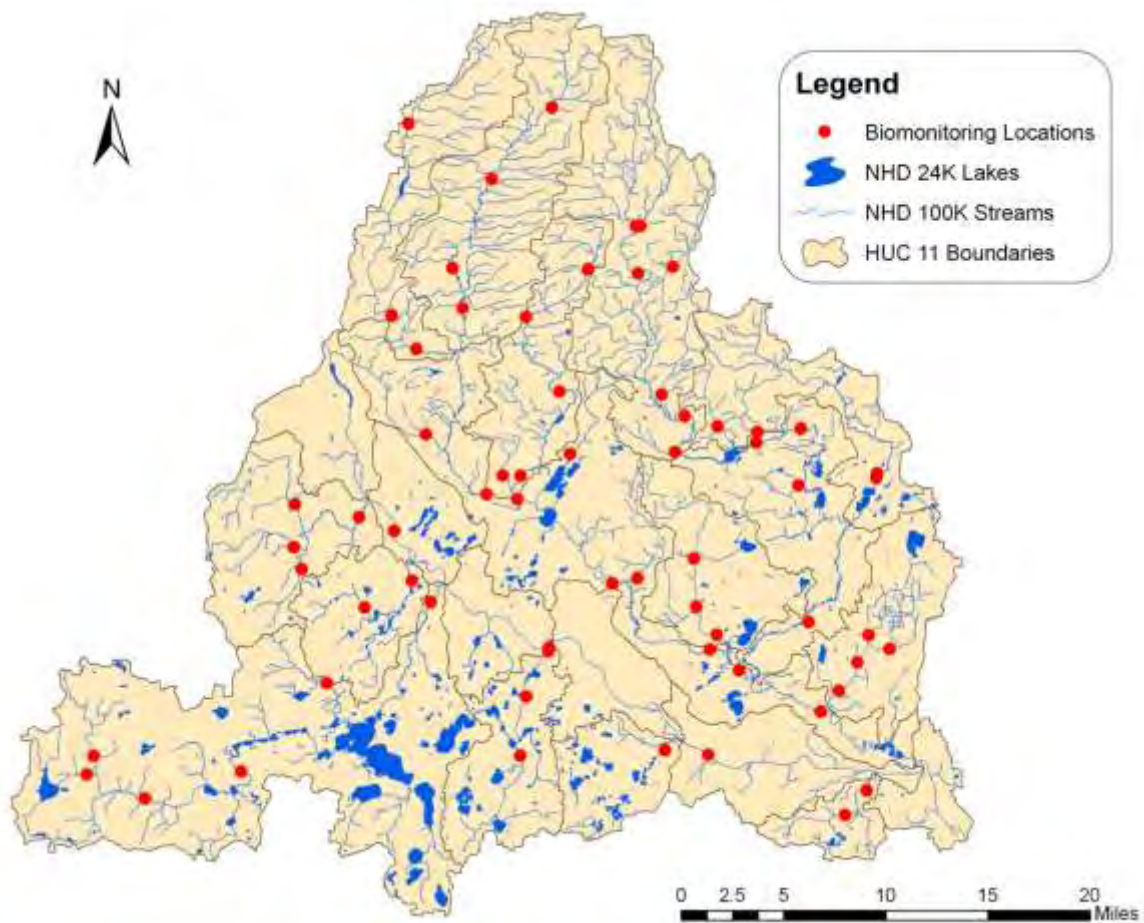 N
Legend
Biomonitoring Locations
NHD 24K Lakes
NHD 100K Streams
HUC 11 Boundaries
0 2.5 5 10 15 20
Miles